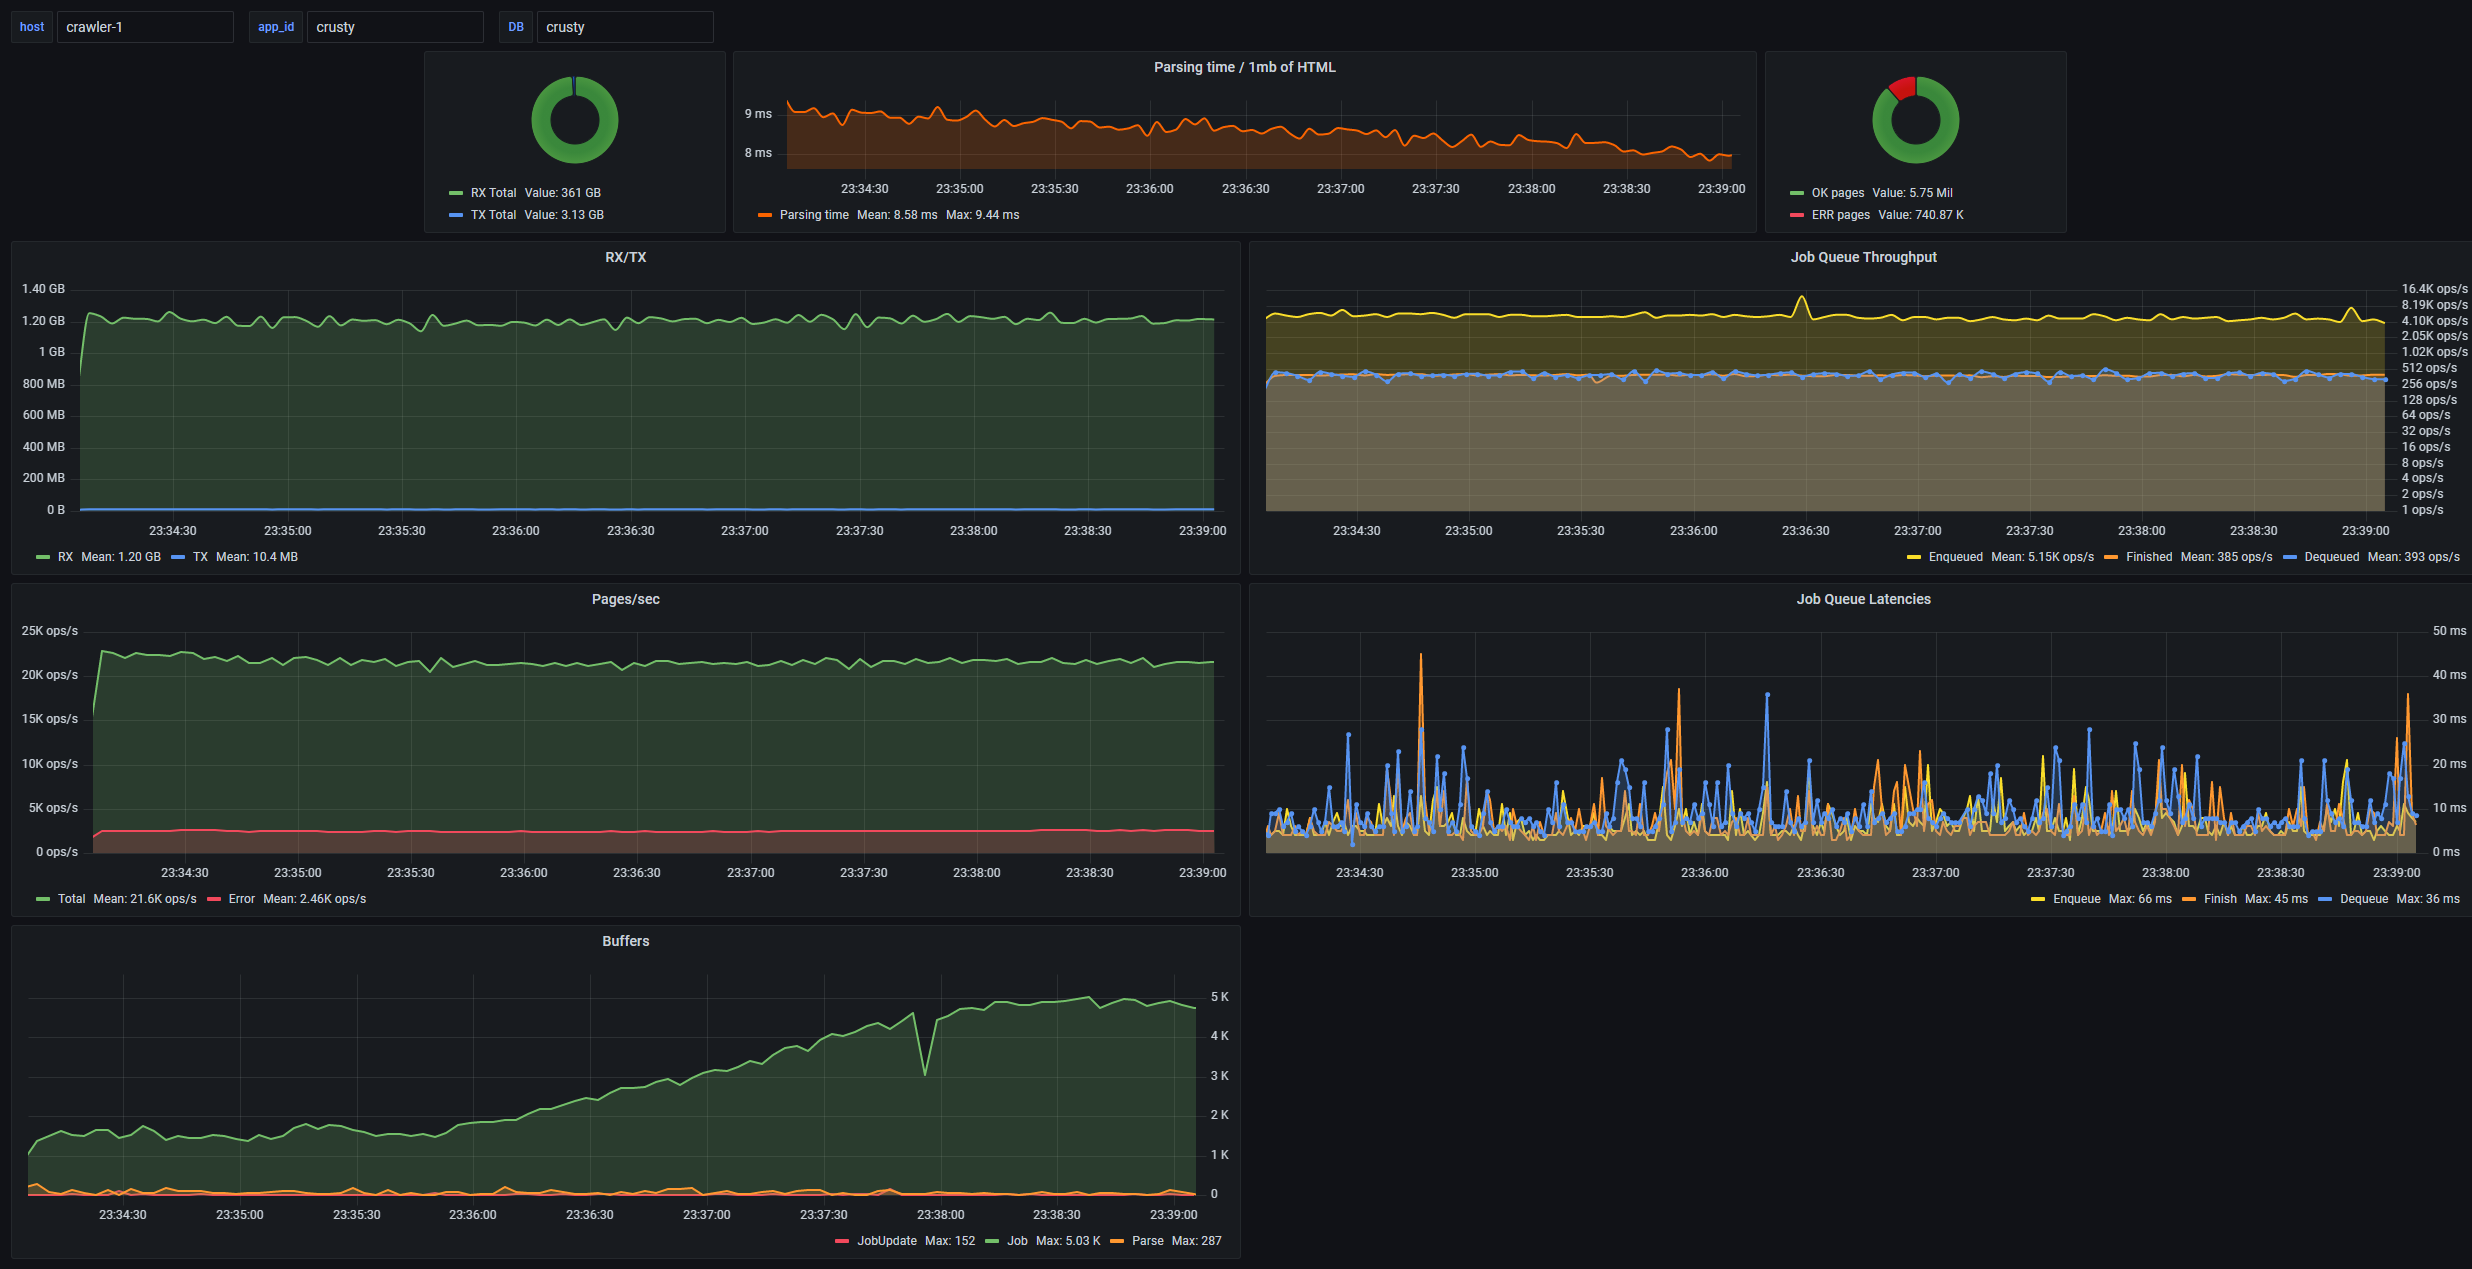 host crawler-1 app_id crusty DB crusty
RX Total Value: 361 GB
TX Total Value: 3.13 GB
Parsing time / 1mb of HTML
9 ms
8 ms
23:34:30 23:35:00 23:35:30 23:36:00 23:36:30 23:37:00 23:37:30 23:38:00 23:38:30 23:39:00
Parsing time Mean: 8.58 ms Max: 9.44 ms
OK pages Value: 5.75 Mil
ERR pages Value: 740.87 K
RX/TX
1.40 GB
1.20 GB
1 GB
800 MB
600 MB
400 MB
200 MB
0 B
23:34:30 23:35:00 23:35:30 23:36:00 23:36:30 23:37:00 23:37:30 23:38:00 23:38:30 23:39:00
RX Mean: 1.20 GB TX Mean: 10.4 MB
Job Queue Throughput
16.4K ops/s
8.19K ops/s
4.10K ops/s
2.05K ops/s
1.02K ops/s
512 ops/s
256 ops/s
128 ops/s
64 ops/s
32 ops/s
16 ops/s
8 ops/s
4 ops/s
2 ops/s
1 ops/s
23:34:30 23:35:00 23:35:30 23:36:00 23:36:30 23:37:00 23:37:30 23:38:00 23:38:30 23:39:00
Enqueued Mean: 5.15K ops/s Finished Mean: 385 ops/s Dequeued Mean: 393 ops/s
Pages/sec
25K ops/s
20K ops/s
15K ops/s
10K ops/s
5K ops/s
0 ops/s
23:34:30 23:35:00 23:35:30 23:36:00 23:36:30 23:37:00 23:37:30 23:38:00 23:38:30 23:39:00
Total Mean: 21.6K ops/s Error Mean: 2.46K ops/s
Job Queue Latencies
50 ms
40 ms
30 ms
20 ms
10 ms
0 ms
23:34:30 23:35:00 23:35:30 23:36:00 23:36:30 23:37:00 23:37:30 23:38:00 23:38:30 23:39:00
Enqueue Max: 66 ms Finish Max: 45 ms Dequeue Max: 36 ms
Buffers
5 K
4 K
3 K
2 K
1 K
0
23:34:30 23:35:00 23:35:30 23:36:00 23:36:30 23:37:00 23:37:30 23:38:00 23:38:30 23:39:00
JobUpdate Max: 152 Job Max: 5.03 K Parse Max: 287